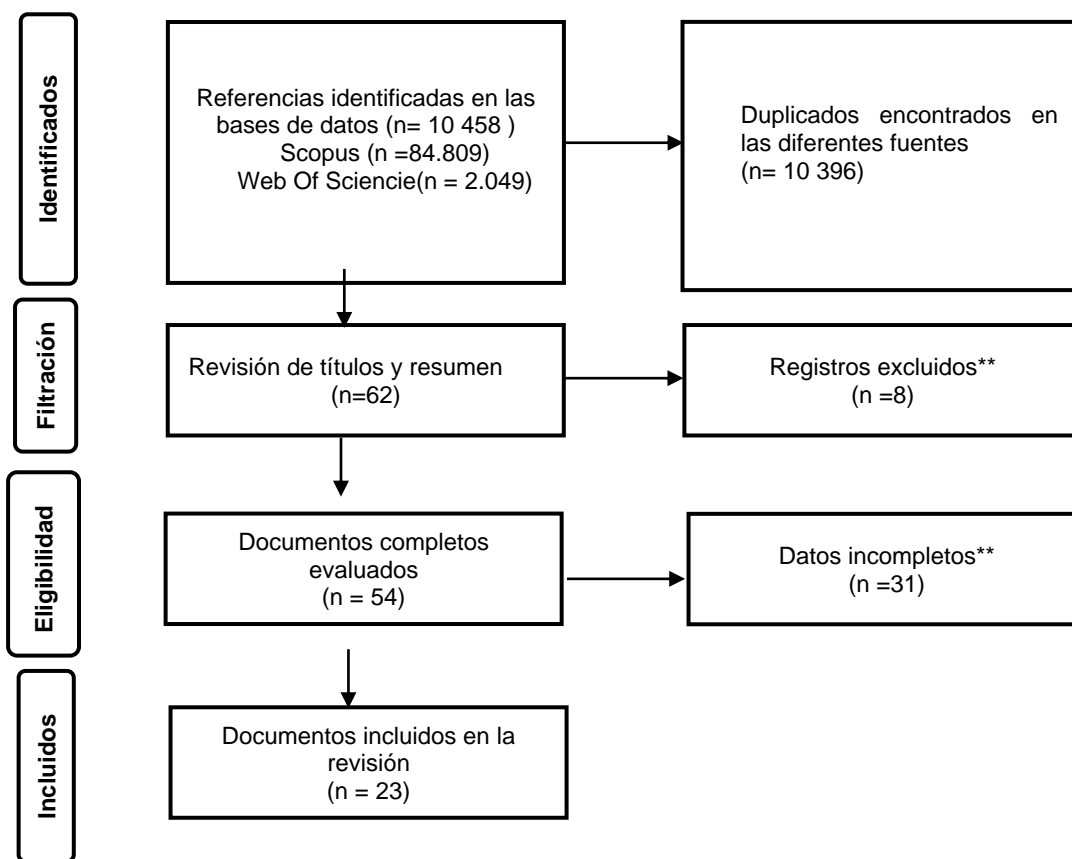 Identificados
Referencias identificadas en las
bases de datos (n= 10 458 )
Scopus (n =84.809)
Web Of Sciencie(n = 2.049)
Duplicados encontrados en
las diferentes fuentes
(n= 10 396)
Filtración
Revisión de títulos y resumen
(n=62)
Registros excluidos**
(n =8)
Eligibilidad
Documentos completos
evaluados
(n = 54)
Datos incompletos**
(n =31)
Incluidos
Documentos incluidos en la
revisión
(n = 23)